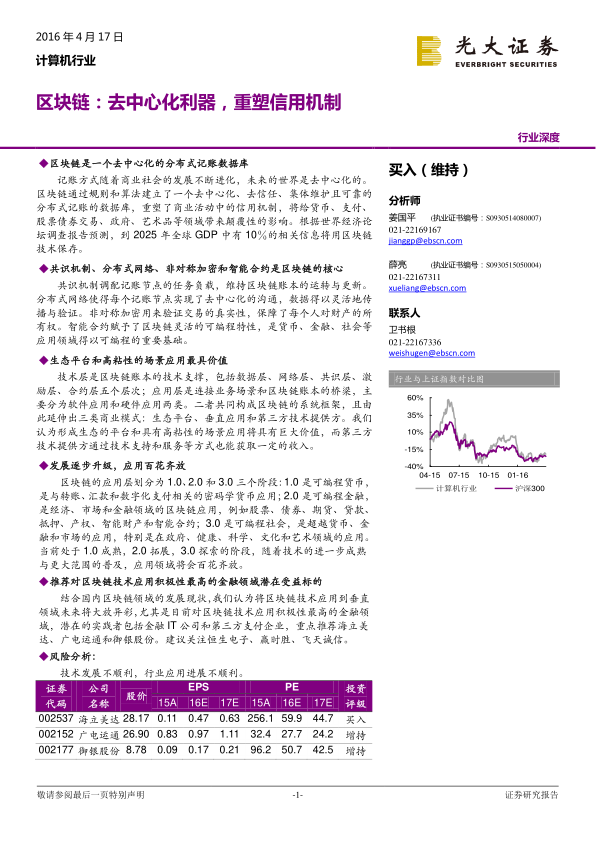 2016 年 4 月 17 日
计算机行业
光大证券
EVERBRIGHT SECURITIES
区块链：去中心化利器，重塑信用机制
行业深度
◆区块链是一个去中心化的分布式记账数据库
记账方式随着商业社会的发展不断进化，未来的世界是去中心化的。
区块链通过规则和算法建立了一个去中心化、去信任、集体维护且可靠的
分布式记账的数据库，重塑了商业活动中的信用机制，将给货币、支付、
股票债券交易、政府、艺术品等领域带来颠覆性的影响。根据世界经济论
坛调查报告预测，到 2025 年全球 GDP 中有 10%的相关信息将用区块链
技术保存。
◆共识机制、分布式网络、非对称加密和智能合约是区块链的核心
共识机制调配记账节点的任务负载，维持区块链账本的运转与更新。
分布式网络使得每个记账节点实现了去中心化的沟通，数据得以灵活地传
播与验证。非对称加密用来验证交易的真实性，保障了每个人对财产的所
有权。智能合约赋予了区块链灵活的可编程特性，是货币、金融、社会等
应用领域得以可编程的重要基础。
◆生态平台和高粘性的场景应用最具价值
技术层是区块链账本的技术支撑，包括数据层、网络层、共识层、激
励层、合约层五个层次；应用层是连接业务场景和区块链账本的桥梁，主
要分为软件应用和硬件应用两类。二者共同构成区块链的系统框架，且由
此延伸出三类商业模式：生态平台、垂直应用和第三方技术提供方。我们
认为形成生态的平台和具有高粘性的场景应用将具有巨大价值，而第三方
技术提供方通过技术支持和服务等方式也能获取一定的收入。
◆发展逐步升级，应用百花齐放
区块链的应用层划分为 1.0、2.0 和 3.0 三个阶段：1.0 是可编程货币，
是与转账、汇款和数字化支付相关的密码学货币应用；2.0 是可编程金融，
是经济、市场和金融领域的区块链应用，例如股票、债券、期货、贷款、
抵押、产权、智能财产和智能合约；3.0 是可编程社会，是超越货币、金
融和市场的应用，特别是在政府、健康、科学、文化和艺术领域的应用。
当前处于 1.0 成熟，2.0 拓展，3.0 探索的阶段，随着技术的进一步成熟
与更大范围的普及，应用领域将会百花齐放。
◆推荐对区块链技术应用积极性最高的金融领域潜在受益标的
结合国内区块链领域的发展现状，我们认为将区块链技术应用到垂直
领域未来将大放异彩，尤其是目前对区块链技术应用积极性最高的金融领
域，潜在的实践者包括金融 IT 公司和第三方支付企业，重点推荐海立美
达、广电运通和御银股份。建议关注恒生电子、赢时胜、飞天诚信。
◆风险分析：
技术发展不顺利，行业应用进展不顺利。
证券代码 公司名称 股价 EPS PE 投资评级
15A 16E 17E 15A 16E 17E
002537 海立美达 28.17 0.11 0.47 0.63 256.1 59.9 44.7 买入
002152 广电运通 26.90 0.83 0.97 1.11 32.4 27.7 24.2 增持
002177 御银股份 8.78 0.09 0.17 0.21 96.2 50.7 42.5 增持
买入（维持）
分析师
姜国平 （执业证书编号：S0930514080007）
021-22169167
jianggp@ebscn.com
薛亮 （执业证书编号：S0930515050004）
021-22167311
xueliang@ebscn.com
联系人
卫书根
021-22167336
weishugen@ebscn.com
行业与上证指数对比图
60%
35%
10%
-15%
-40%
04-15 07-15 10-15 01-16
计算机行业 沪深300
敬请参阅最后一页特别声明
-1-
证券研究报告